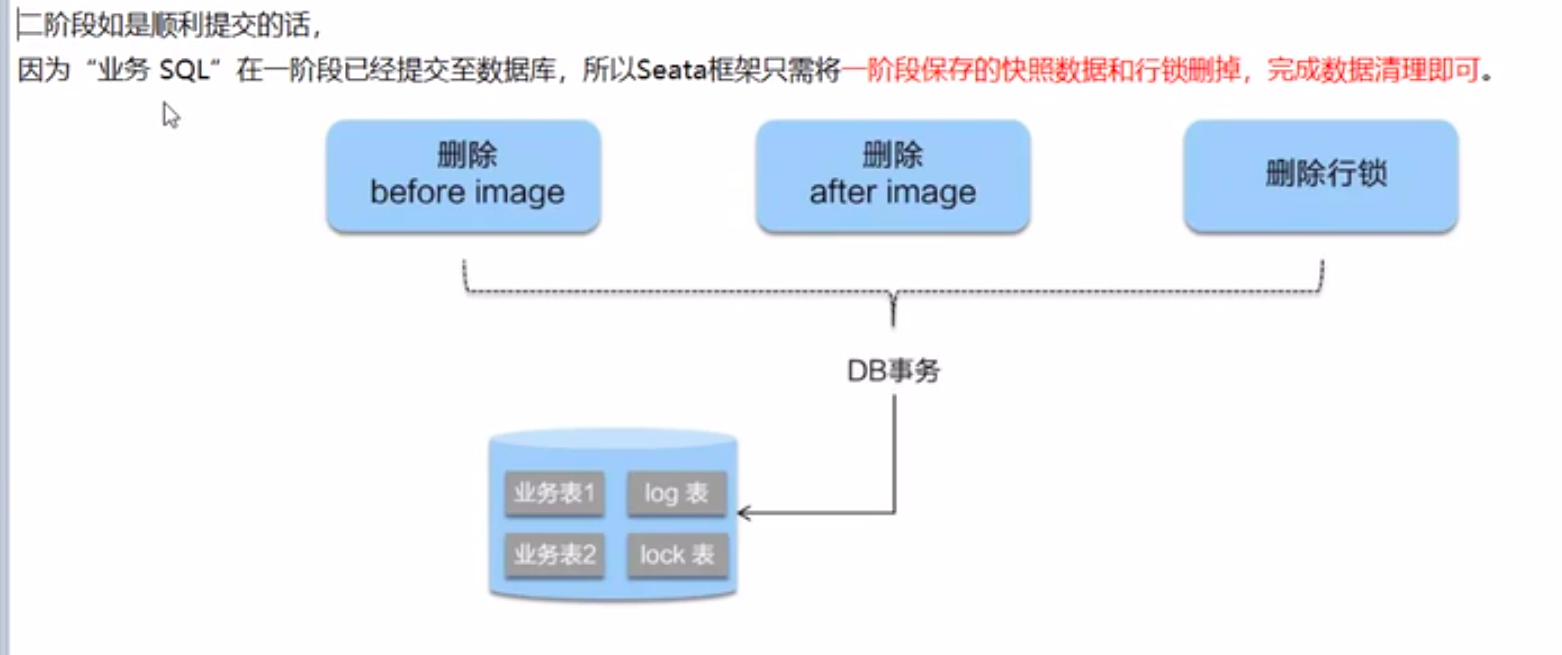 二阶段如是顺利提交的话，
因为“业务 SQL”在一阶段已经提交至数据库，所以Seata框架只需将一阶段保存的快照数据和行锁删掉，完成数据清理即可。
删除
before image
删除
after image
删除行锁
DB事务
业务表1
log 表
业务表2
lock 表